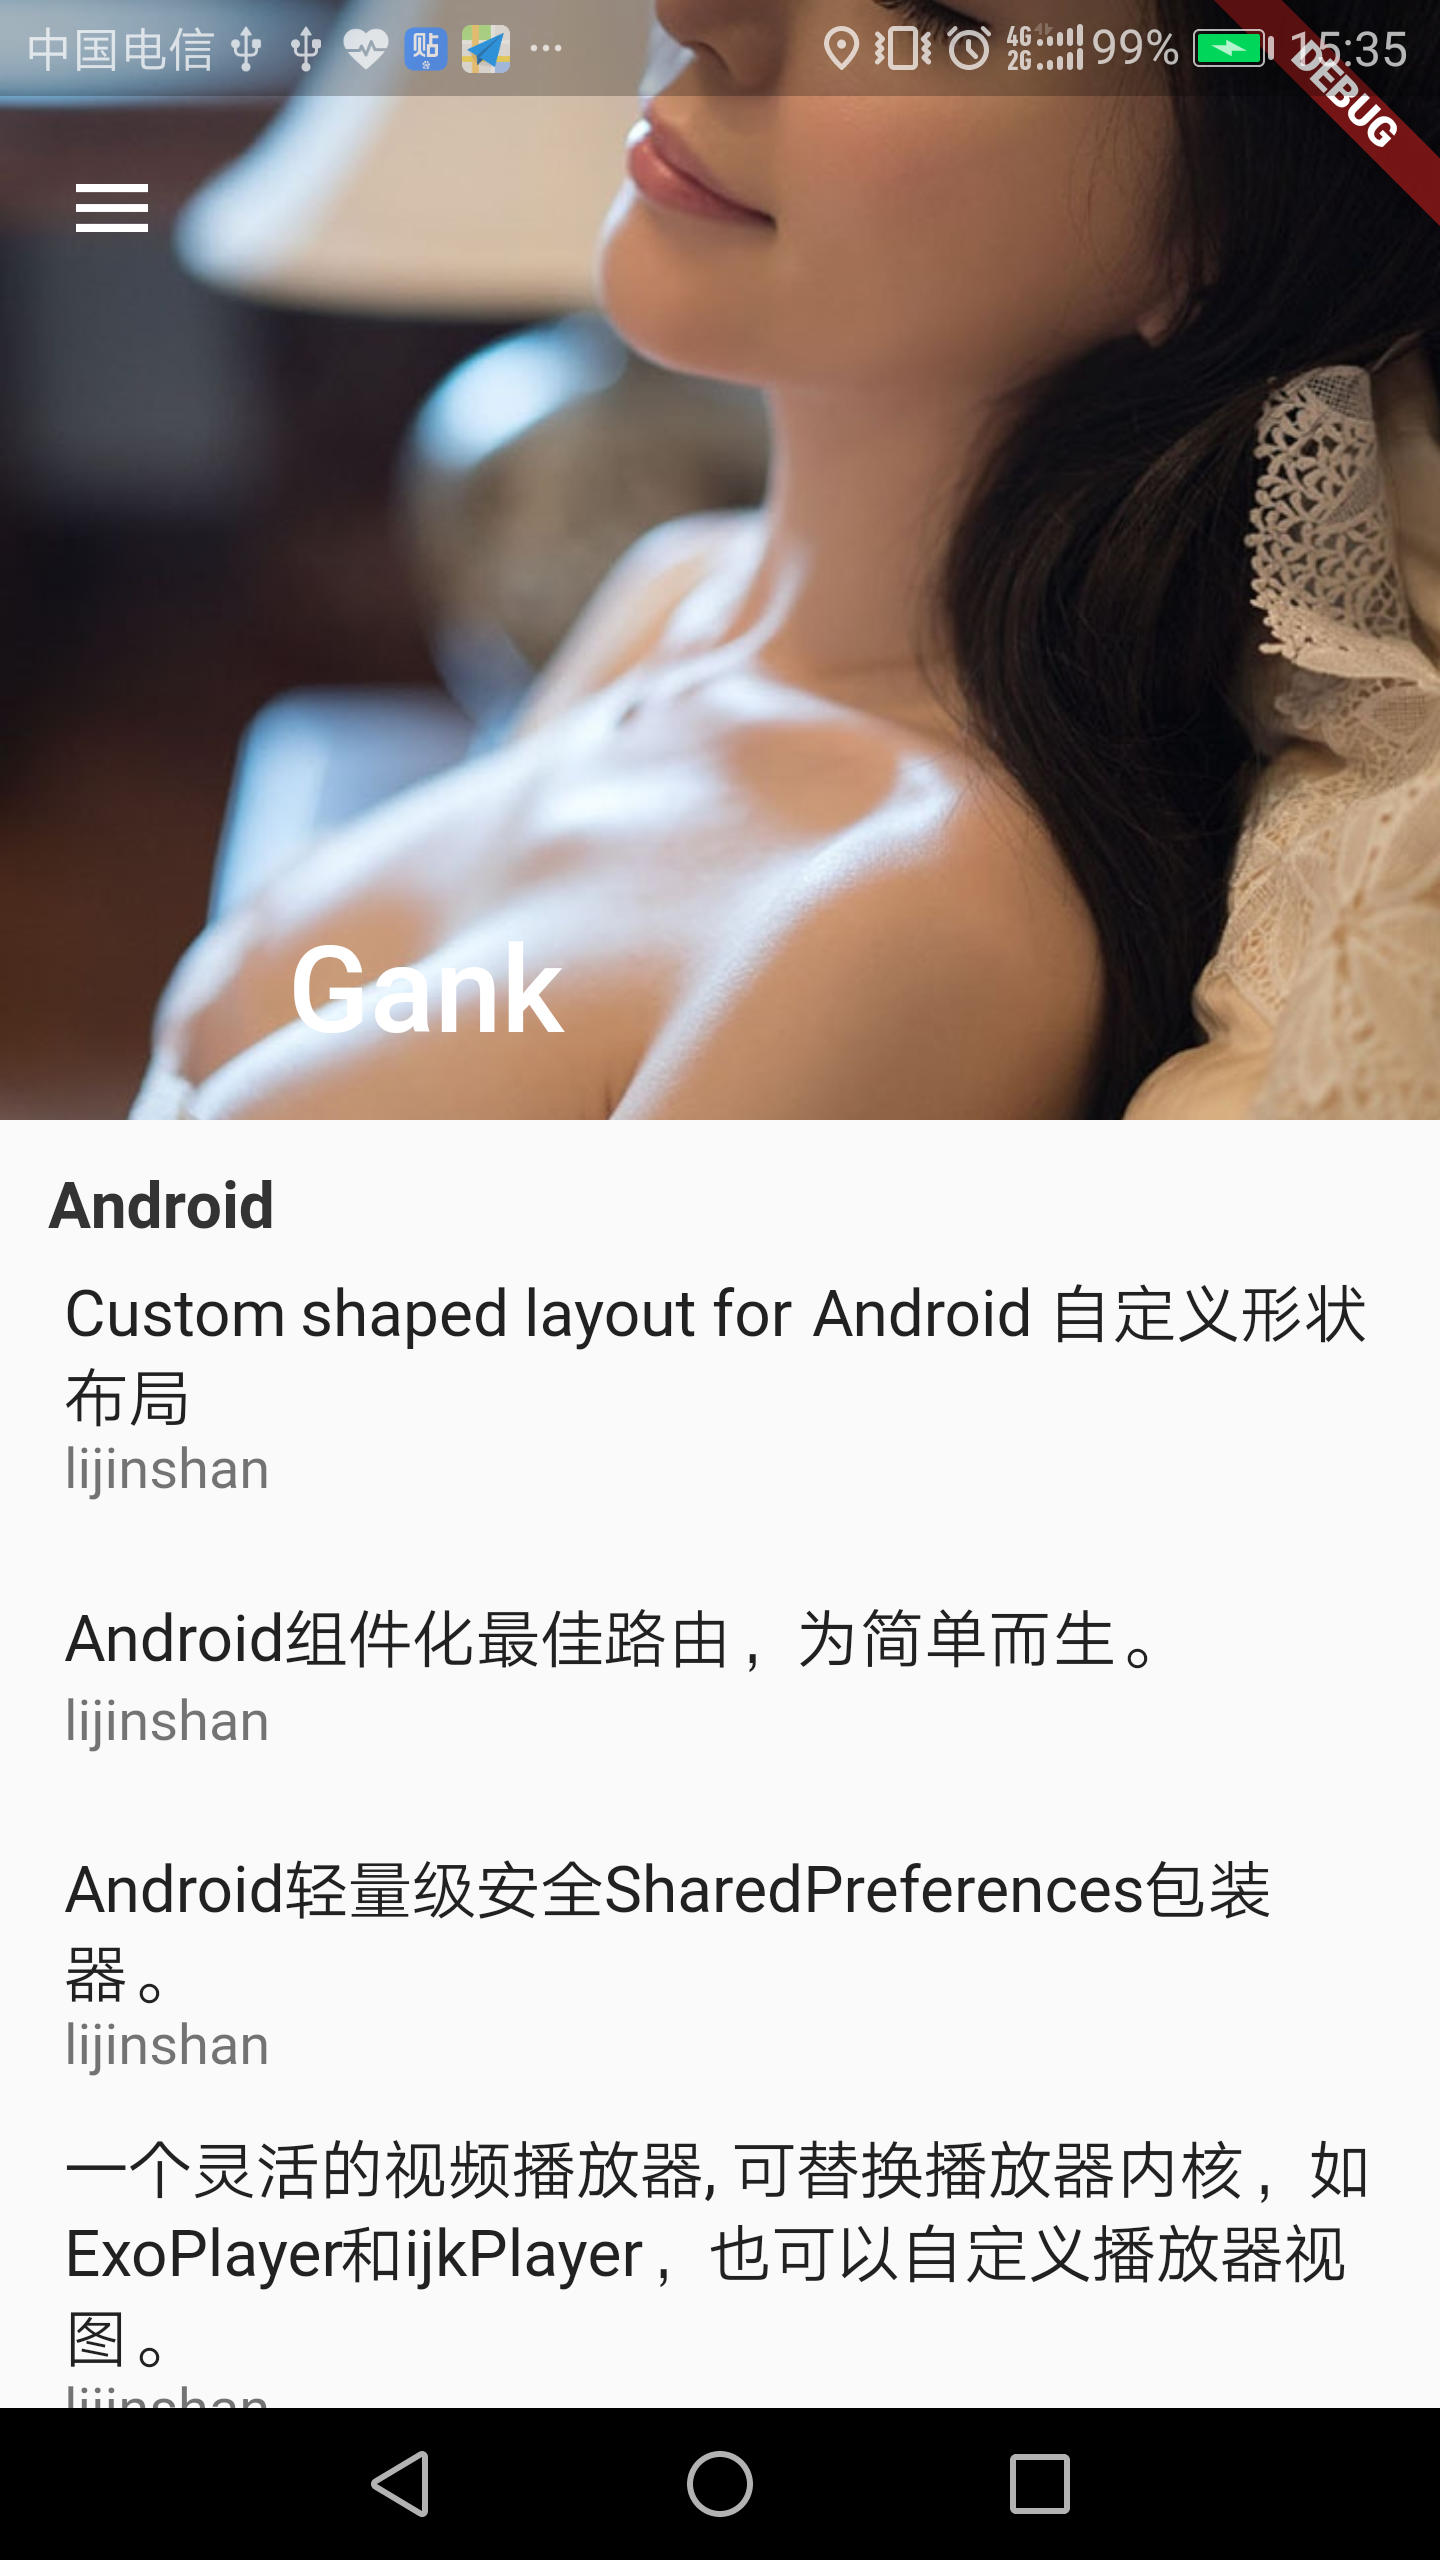 中国电信 贴 4G 2G 99% 15:35
DEBUG
Gank
Android
Custom shaped layout for Android 自定义形状
布局
lijinshan
Android组件化最佳路由，为简单而生。
lijinshan
Android轻量级安全SharedPreferences包装
器。
lijinshan
一个灵活的视频播放器, 可替换播放器内核，如
ExoPlayer和ijkPlayer，也可以自定义播放器视
图。
lijinshan